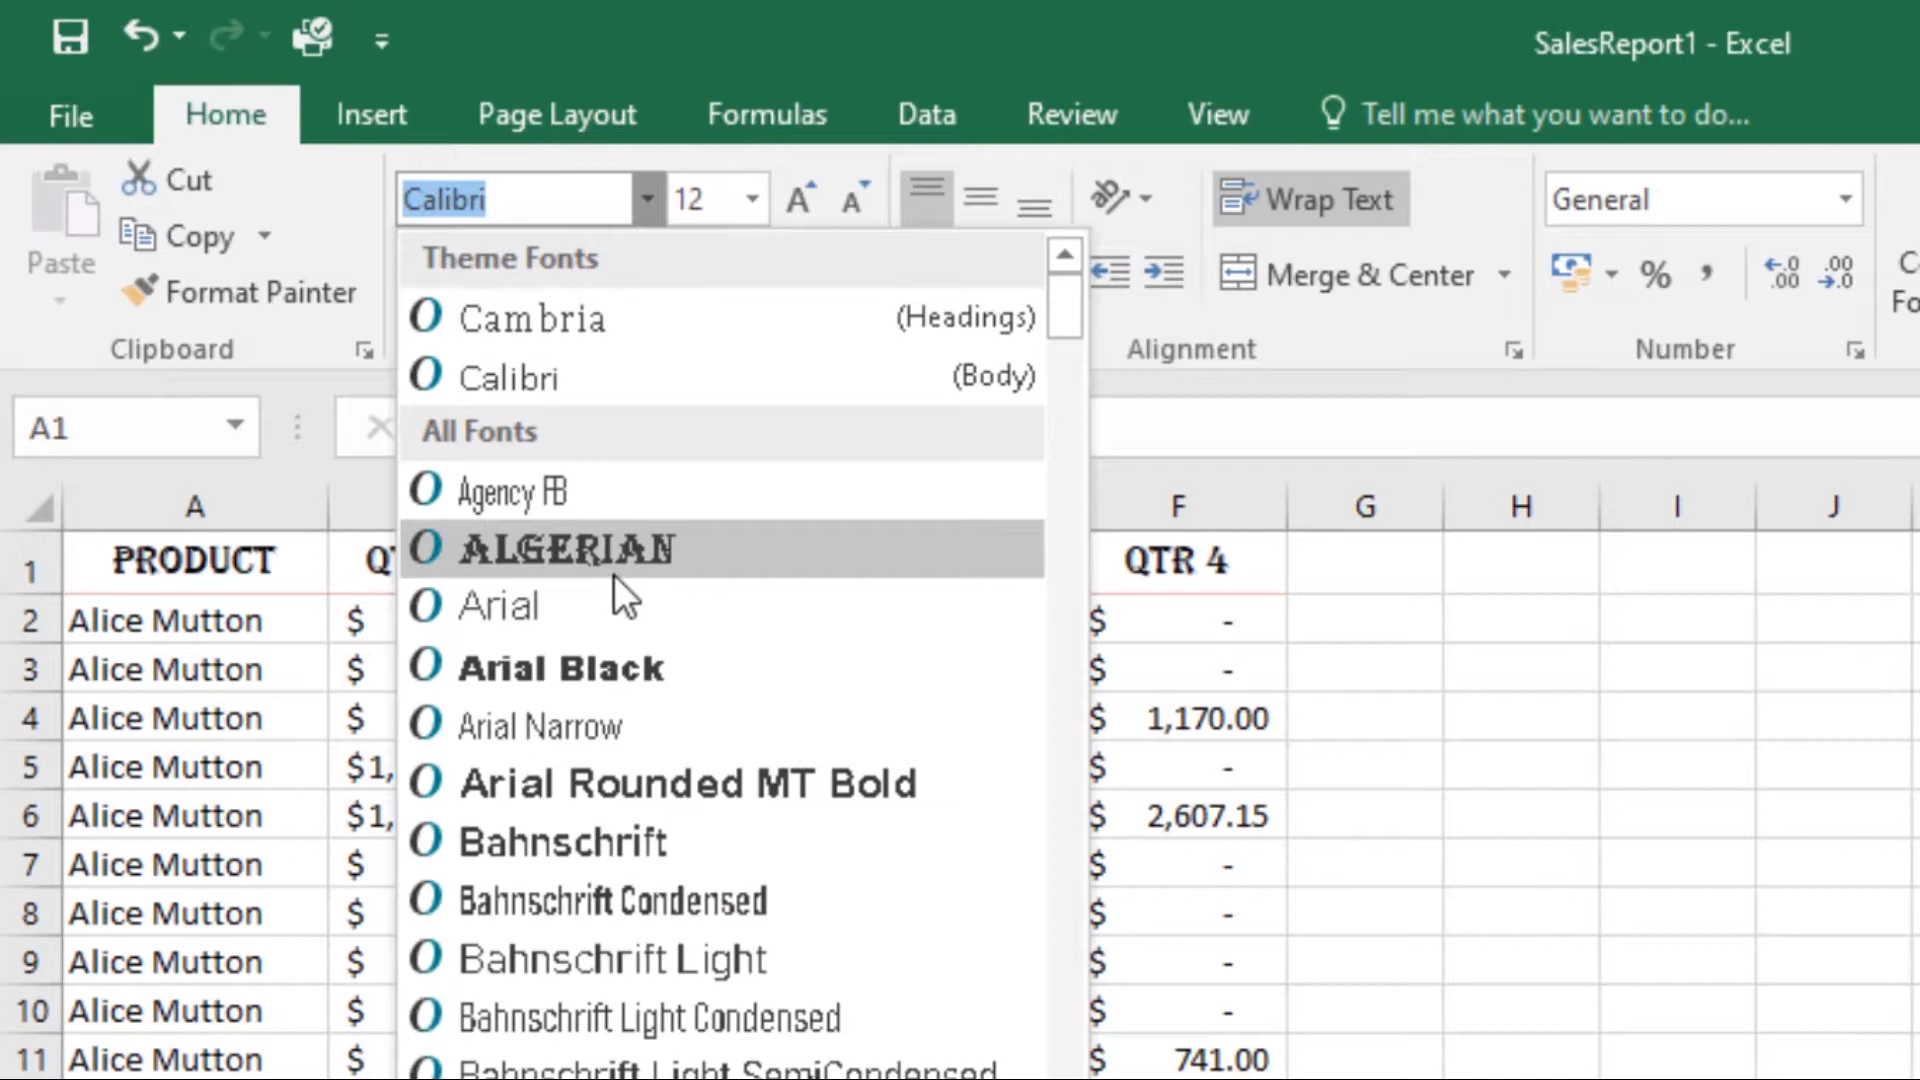 SalesReport1 - Excel
File Home Insert Page Layout Formulas Data Review View Tell me what you want to do...
Cut
Copy
Format Painter
Paste
Clipboard
Calibri 12
Wrap Text
Merge & Center
Alignment
General
% ,
Number
Theme Fonts
Cambria (Headings)
Calibri (Body)
All Fonts
Agency FB
ALGERIAN
Arial
Arial Black
Arial Narrow
Arial Rounded MT Bold
Bahnschrift
Bahnschrift Condensed
Bahnschrift Light
Bahnschrift Light Condensed
Bahnschrift Light SemiCondensed
A1
A F G H I J
1 PRODUCT QTR 4
2 Alice Mutton $ $ -
3 Alice Mutton $ $ -
4 Alice Mutton $ $ 1,170.00
5 Alice Mutton $1, $ -
6 Alice Mutton $1, $ 2,607.15
7 Alice Mutton $ $ -
8 Alice Mutton $ $ -
9 Alice Mutton $ $ -
10 Alice Mutton $ $ -
11 Alice Mutton $ $ 741.00